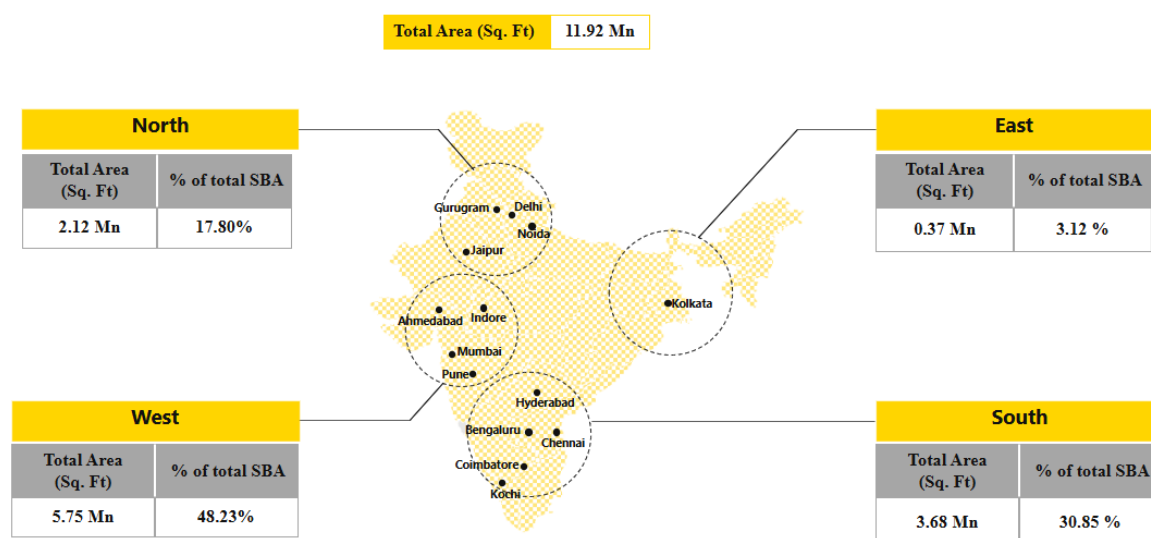 Total Area (Sq. Ft) 11.92 Mn
North
Total Area (Sq. Ft) % of total SBA
2.12 Mn 17.80%
East
Total Area (Sq. Ft) % of total SBA
0.37 Mn 3.12 %
Gurugram
Delhi
Noida
Jaipur
Ahmedabad
Indore
Mumbai
Pune
Kolkata
Hyderabad
Bengaluru
Chennai
Coimbatore
Kochi
West
Total Area (Sq. Ft) % of total SBA
5.75 Mn 48.23%
South
Total Area (Sq. Ft) % of total SBA
3.68 Mn 30.85 %